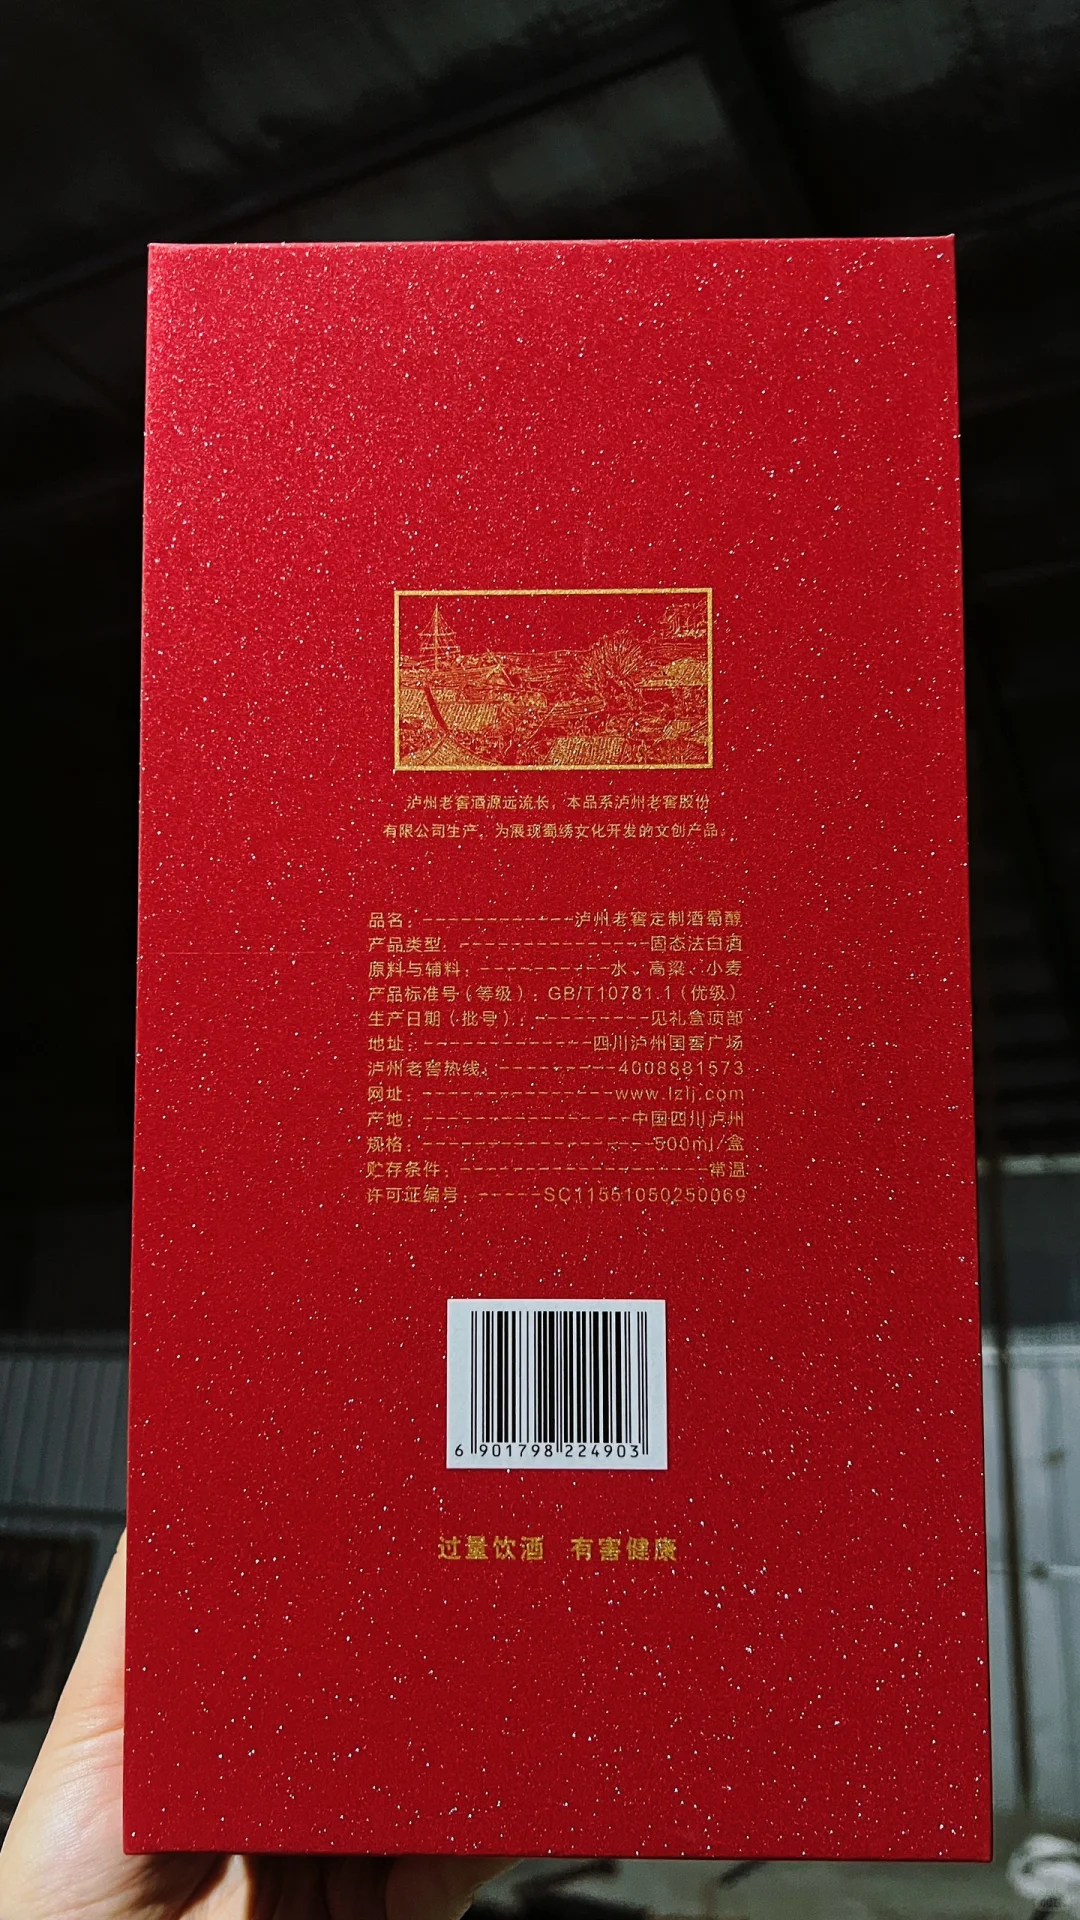 泸州老窖酒源远流长，本品系泸州老窖股份
有限公司生产，为展现蜀绣文化开发的文创产品。
品名：------------泸州老窖定制酒蜀醇
产品类型：---------------固态法白酒
原料与辅料：----------水、高粱、小麦
产品标准号（等级）：GB/T10781.1（优级）
生产日期（批号）：---------见礼盒顶部
地址：-------------四川泸州国窖广场
泸州老窖热线：---------4008881573
网址：---------------www.lzlj.com
产地：----------------中国四川泸州
规格：------------------500ml/盒
贮存条件：--------------------常温
许可证编号：-----SC11551050250069
6 901798 224903
过量饮酒 有害健康